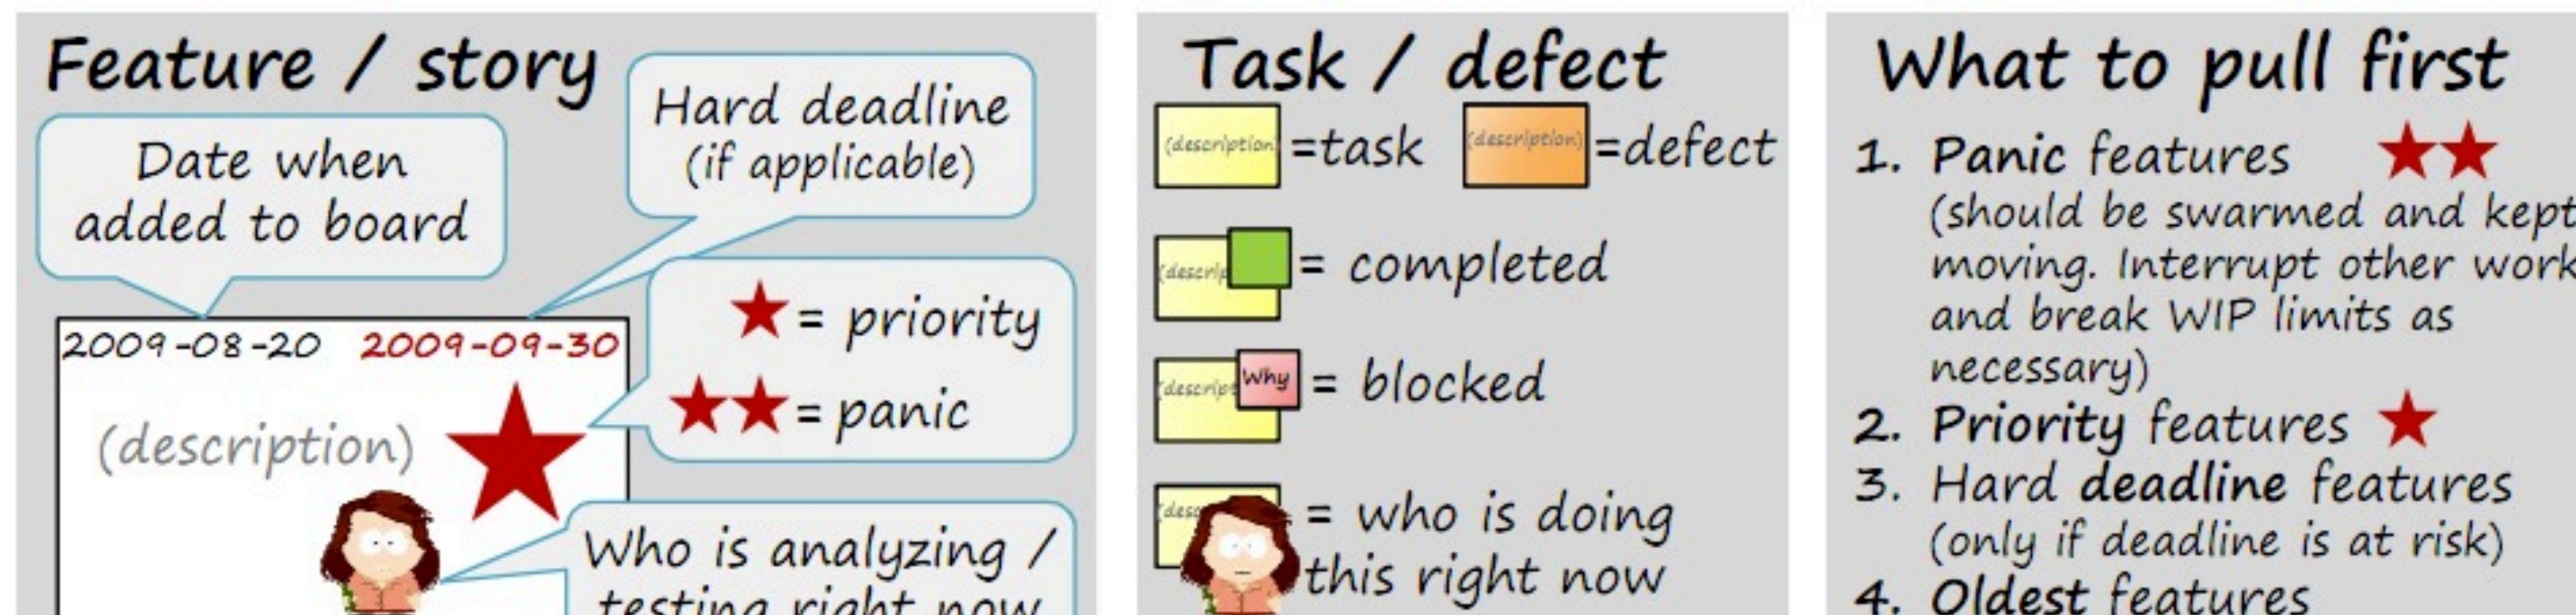 Feature / story
Date when
added to board
Hard deadline
(if applicable)
2009-08-20 2009-09-30
(description)
= priority
= panic
Who is analyzing /
testing right now
Task / defect
(description) =task
(description) =defect
= completed
Why
= blocked
= who is doing
this right now
What to pull first
1. Panic features
(should be swarmed and kept
moving. Interrupt other work
and break WIP limits as
necessary)
2. Priority features
3. Hard deadline features
(only if deadline is at risk)
4. Oldest features